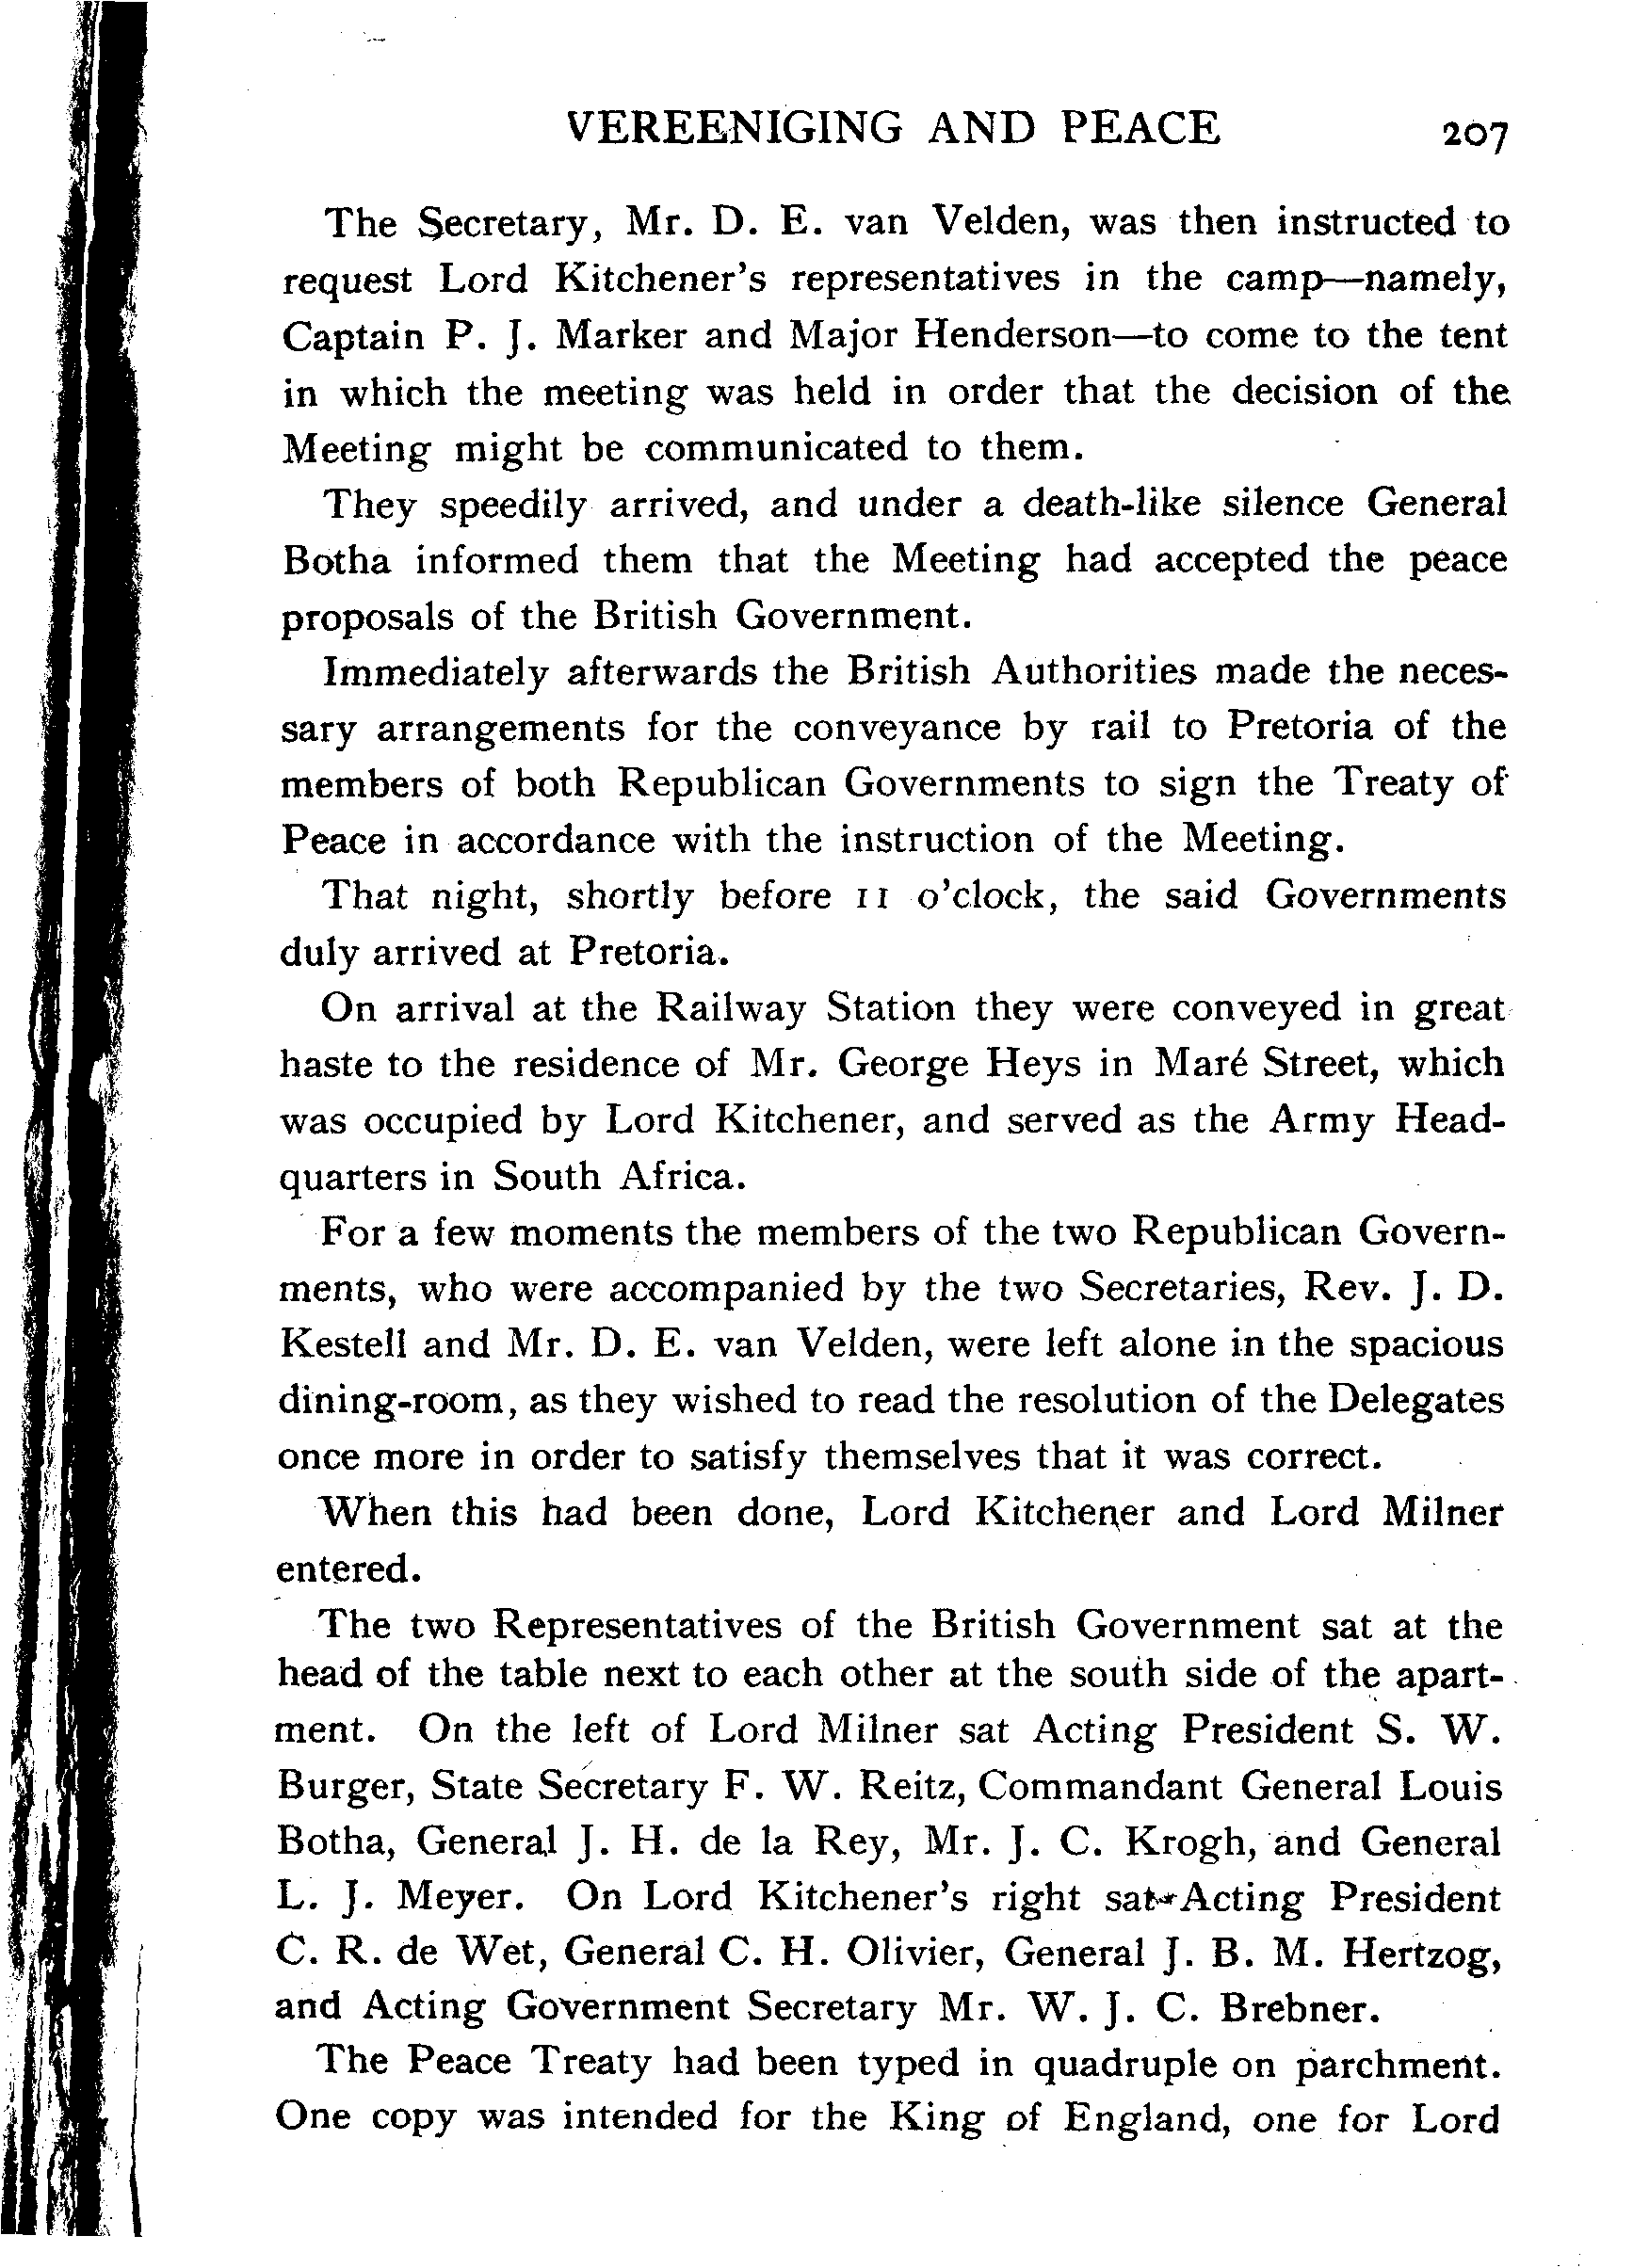 VEREENIGING AND PEACE 207
The Secretary, Mr. D. E. van Velden, was then instructed to
request Lord Kitchener's representatives in the camp—namely,
Captain P. J. Marker and Major Henderson—to come to the tent
in which the meeting was held in order that the decision of the
Meeting might be communicated to them.
They speedily arrived, and under a death-like silence General
Botha informed them that the Meeting had accepted the peace
proposals of the British Government.
Immediately afterwards the British Authorities made the neces-
sary arrangements for the conveyance by rail to Pretoria of the
members of both Republican Governments to sign the Treaty of
Peace in accordance with the instruction of the Meeting.
That night, shortly before 11 o'clock, the said Governments
duly arrived at Pretoria.
On arrival at the Railway Station they were conveyed in great
haste to the residence of Mr. George Heys in Maré Street, which
was occupied by Lord Kitchener, and served as the Army Head-
quarters in South Africa.
For a few moments the members of the two Republican Govern-
ments, who were accompanied by the two Secretaries, Rev. J. D.
Kestell and Mr. D. E. van Velden, were left alone in the spacious
dining-room, as they wished to read the resolution of the Delegates
once more in order to satisfy themselves that it was correct.
When this had been done, Lord Kitchener and Lord Milner
entered.
The two Representatives of the British Government sat at the
head of the table next to each other at the south side of the apart-
ment. On the left of Lord Milner sat Acting President S. W.
Burger, State Secretary F. W. Reitz, Commandant General Louis
Botha, General J. H. de la Rey, Mr. J. C. Krogh, and General
L. J. Meyer. On Lord Kitchener's right sat Acting President
C. R. de Wet, General C. H. Olivier, General J. B. M. Hertzog,
and Acting Government Secretary Mr. W. J. C. Brebner.
The Peace Treaty had been typed in quadruple on parchment.
One copy was intended for the King of England, one for Lord